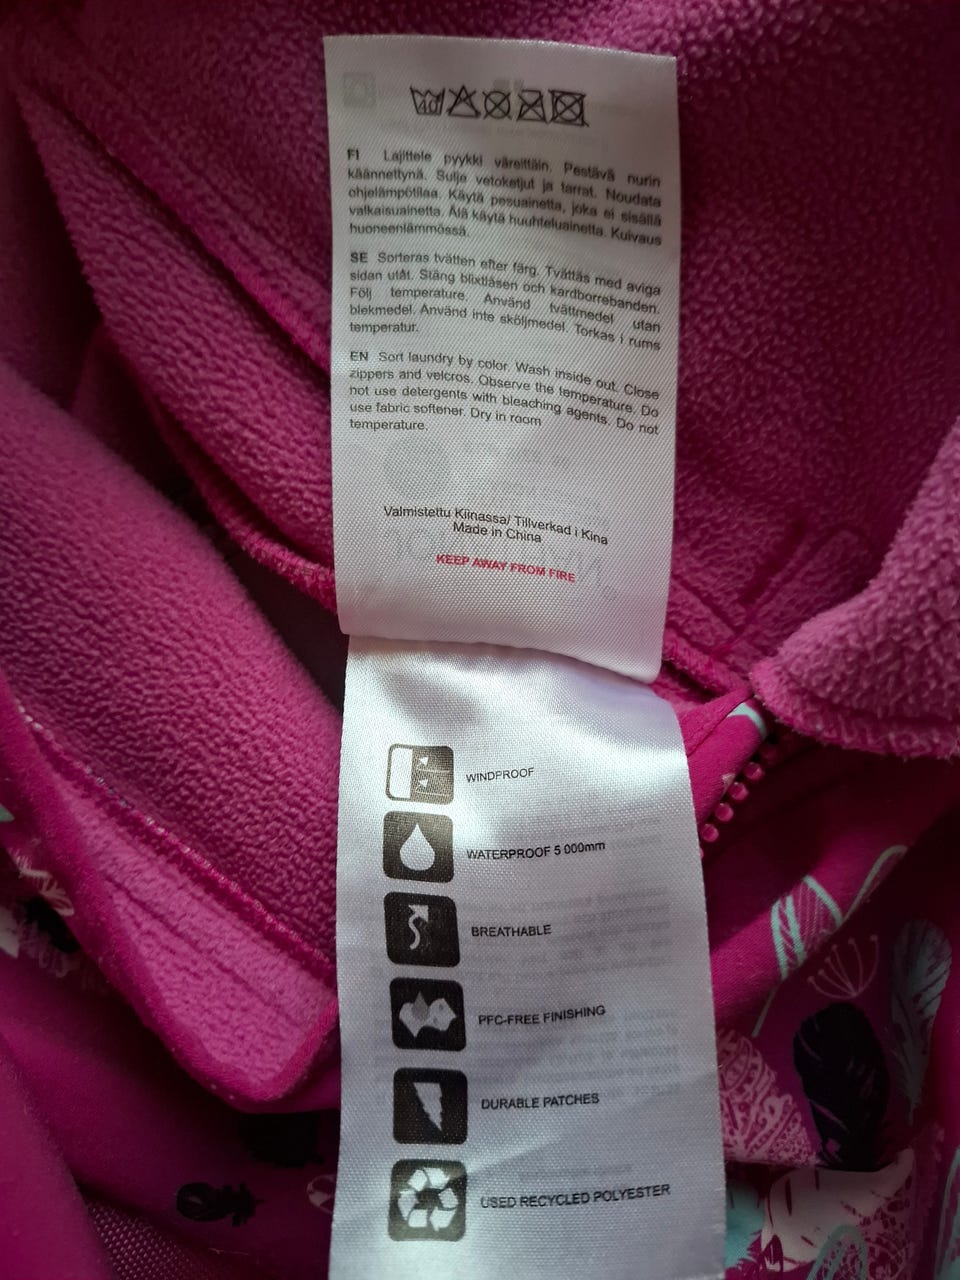 40
FI Lajittele pyykki väreittäin. Pestävä nurin
käännettynä. Sulje vetoketjut ja tarrat. Noudata
ohjelämpötilaa. Käytä pesuainetta, joka ei sisällä
valkaisuainetta. Älä käytä huuhteluainetta. Kuivaus
huoneenlämmössä.
SE Sorteras tvätten efter färg. Tvättas med aviga
sidan utåt. Stäng blixtlåsen och kardborrebanden.
Följ temperature. Använd tvättmedel utan
blekmedel. Använd inte sköljmedel. Torkas i rums
temperatur.
EN Sort laundry by color. Wash inside out. Close
zippers and velcros. Observe the temperature. Do
not use detergents with bleaching agents. Do not
use fabric softener. Dry in room
temperature.
Valmistettu Kiinassa/ Tillverkad i Kina
Made in China
KEEP AWAY FROM FIRE
WINDPROOF
WATERPROOF 5 000mm
BREATHABLE
PFC-FREE FINISHING
DURABLE PATCHES
USED RECYCLED POLYESTER